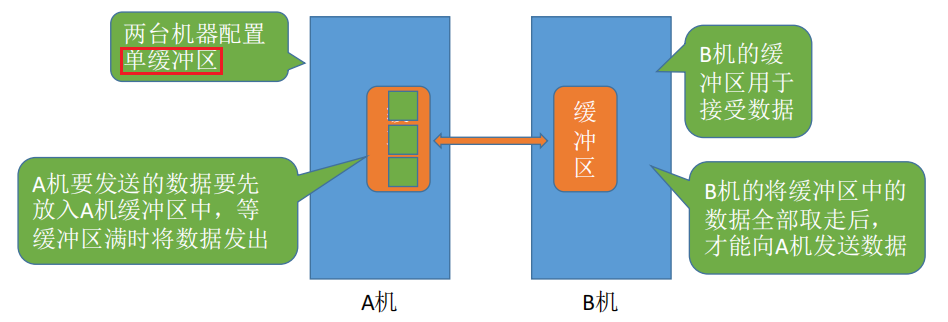 两台机器配置
单缓冲区
B机的缓
冲区用于
接受数据
缓
冲
区
A机要发送的数据要先
放入A机缓冲区中，等
缓冲区满时将数据发出
B机的将缓冲区中的
数据全部取走后，
才能向A机发送数据
A机
B机